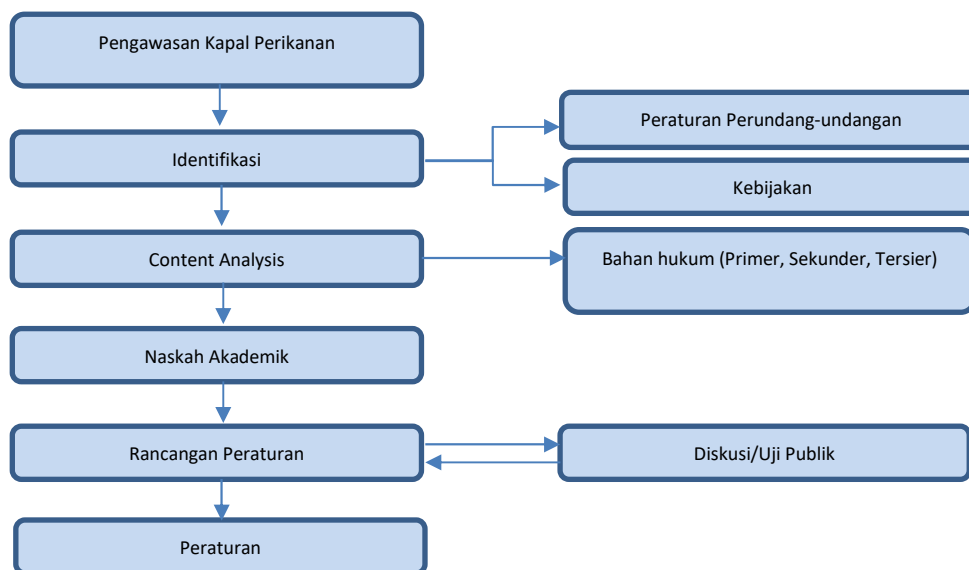 Pengawasan Kapal Perikanan
Peraturan Perundang-undangan
Identifikasi
Kebijakan
Content Analysis
Bahan hukum (Primer, Sekunder, Tersier)
Naskah Akademik
Rancangan Peraturan
Diskusi/Uji Publik
Peraturan